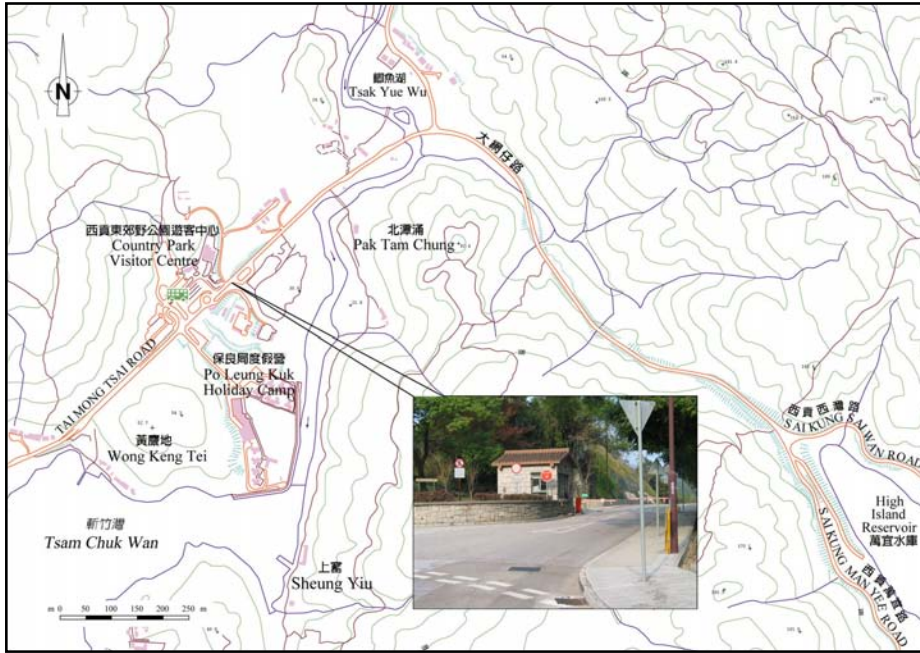 N
鯽魚湖
Tsak Yue Wu
大網仔路
西貢東郊野公園遊客中心
Country Park
Visitor Centre
北潭涌
Pak Tam Chung
TAI MONG TSAI ROAD
保良局度假營
Po Leung Kuk
Holiday Camp
黃麖地
Wong Keng Tei
西貢西灣路
SAI KUNG SAI WAN ROAD
High
Island
Reservoir
萬宜水庫
斬竹灣
Tsam Chuk Wan
上窰
Sheung Yiu
西貢萬宜路
SAI KUNG MAN YEE ROAD
m 0 50 100 150 200 250 m